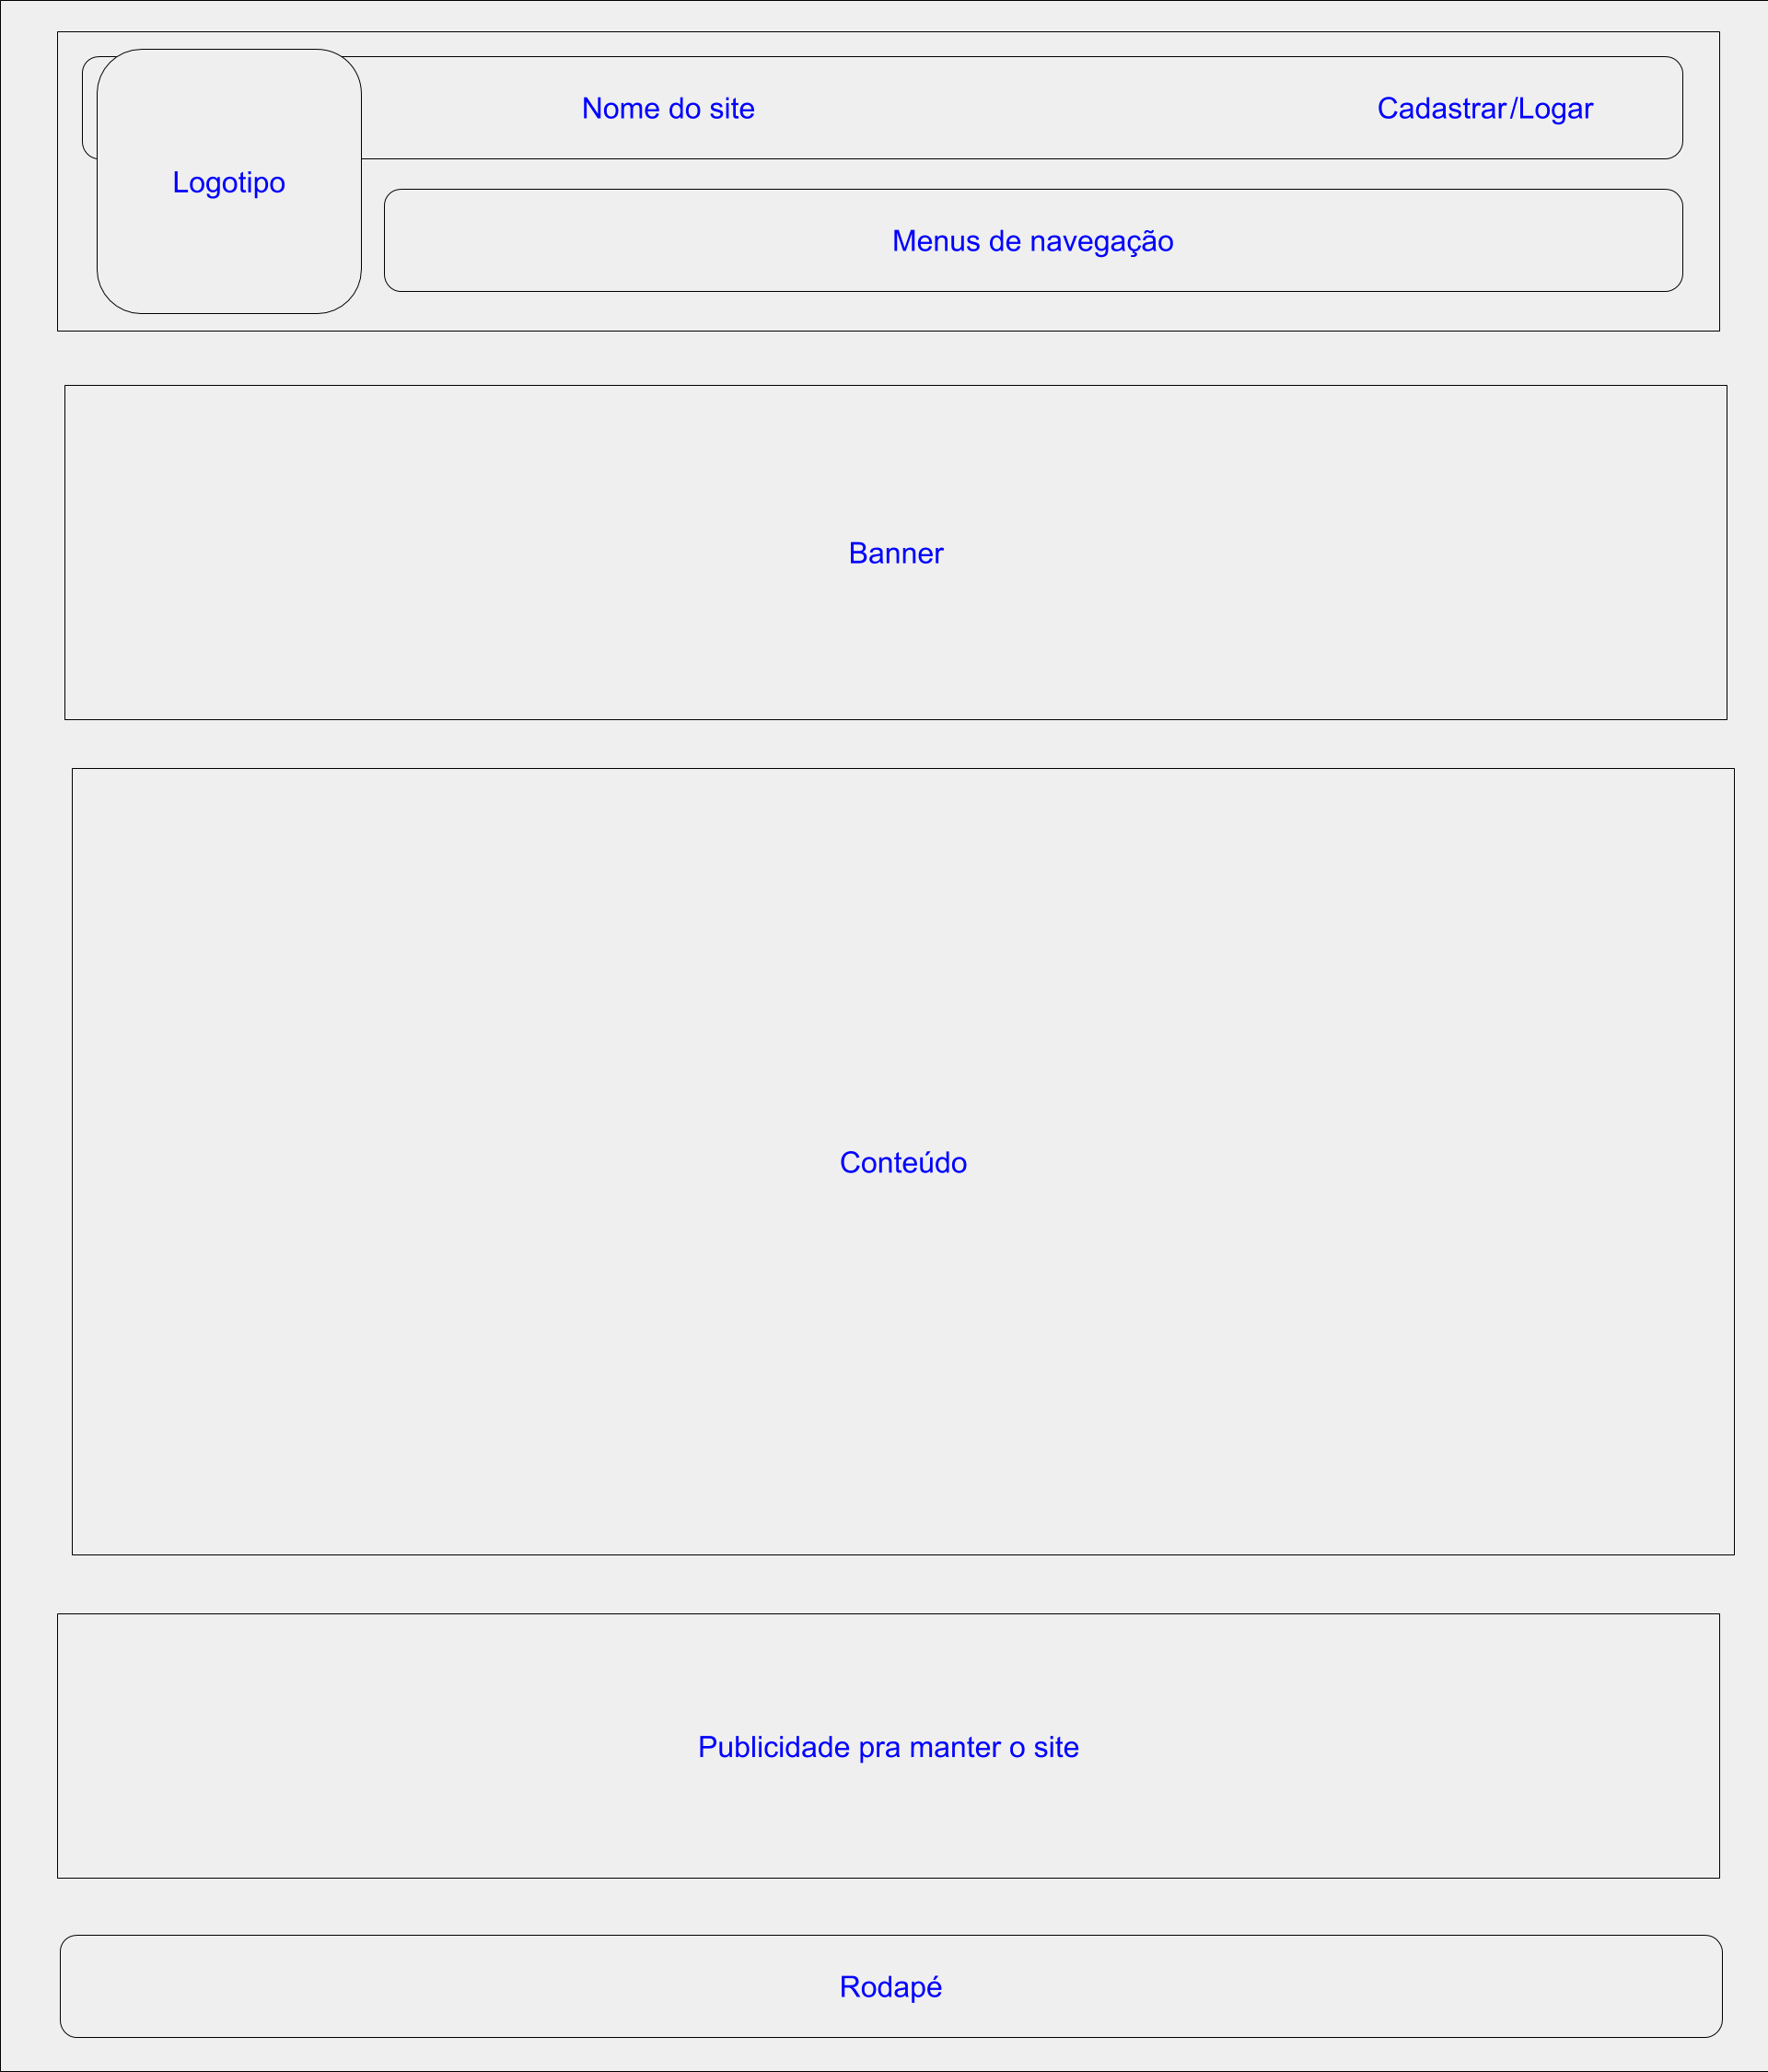 Nome do site
Cadastrar/Logar
Logotipo
Menus de navegação
Banner
Conteúdo
Publicidade pra manter o site
Rodapé